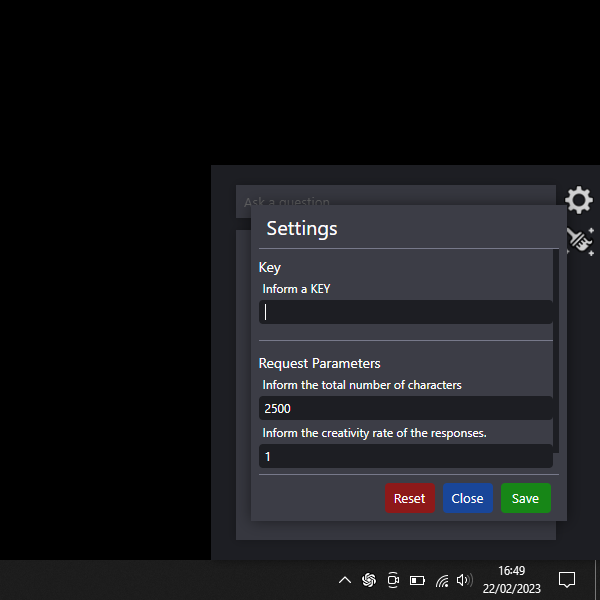 Ask a question
Settings
Key
Inform a KEY
Request Parameters
Inform the total number of characters
2500
Inform the creativity rate of the responses.
1
Reset
Close
Save
16:49
22/02/2023